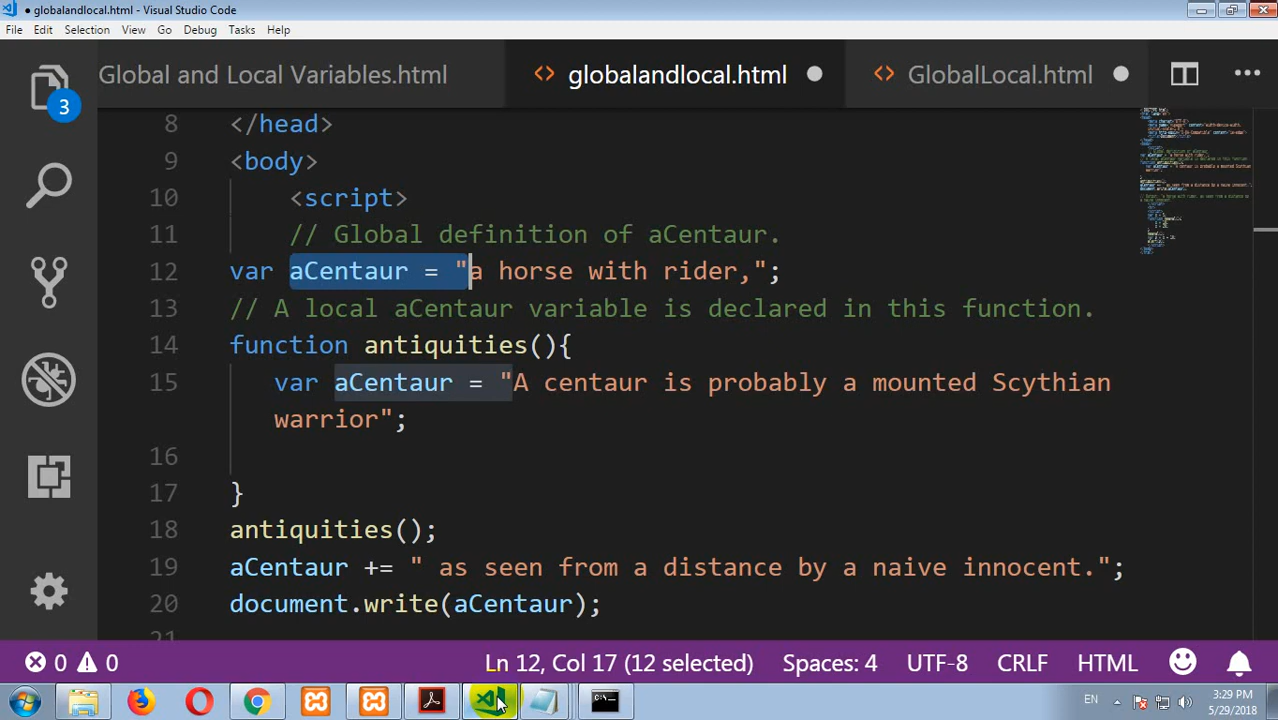 globalandlocal.html - Visual Studio Code
File Edit Selection View Go Debug Tasks Help
3
Global and Local Variables.html
globalandlocal.html
GlobalLocal.html
8 </head>
9 <body>
10 <script>
11 // Global definition of aCentaur.
12 var aCentaur = "a horse with rider,";
13 // A local aCentaur variable is declared in this function.
14 function antiquities(){
15 var aCentaur = "A centaur is probably a mounted Scythian
warrior";
16
17 }
18 antiquities();
19 aCentaur += " as seen from a distance by a naive innocent.";
20 document.write(aCentaur);
21
0 0 Ln 12, Col 17 (12 selected) Spaces: 4 UTF-8 CRLF HTML
EN
3:29 PM
5/29/2018